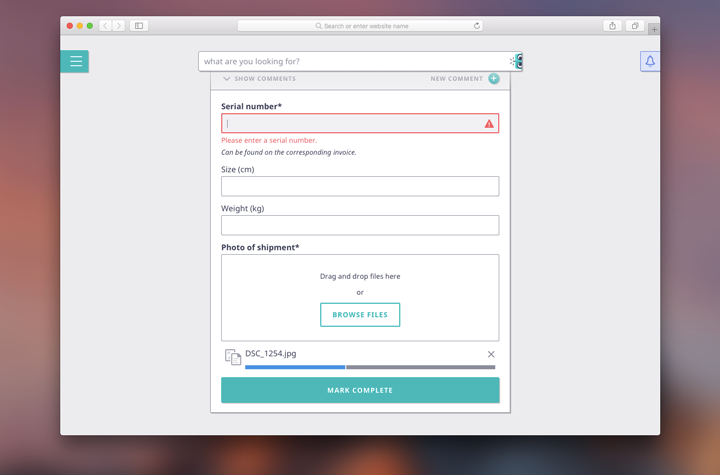 Search or enter website name
what are you looking for?
SHOW COMMENTS
NEW COMMENT
Serial number*
Please enter a serial number.
Can be found on the corresponding invoice.
Size (cm)
Weight (kg)
Photo of shipment*
Drag and drop files here
or
BROWSE FILES
DSC_1254.jpg
MARK COMPLETE